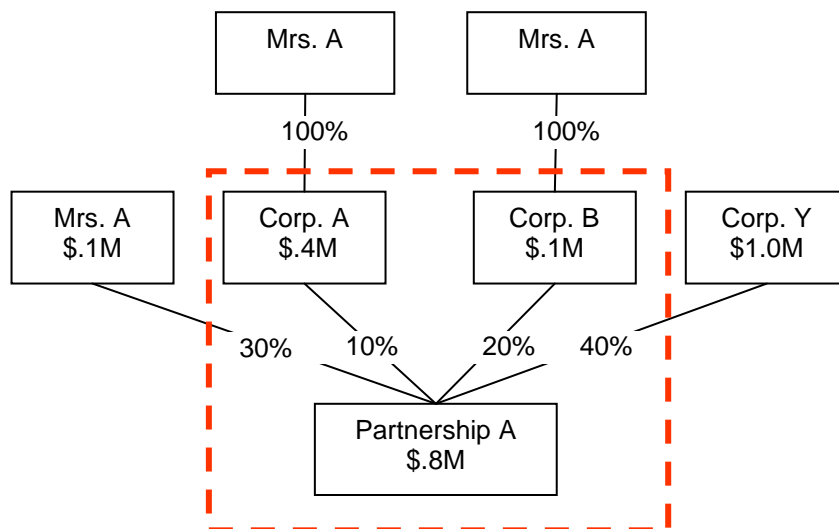 Mrs. A
Mrs. A
100%
100%
Mrs. A
$.1M
Corp. A
$.4M
Corp. B
$.1M
Corp. Y
$1.0M
30%
10%
20%
40%
Partnership A
$.8M